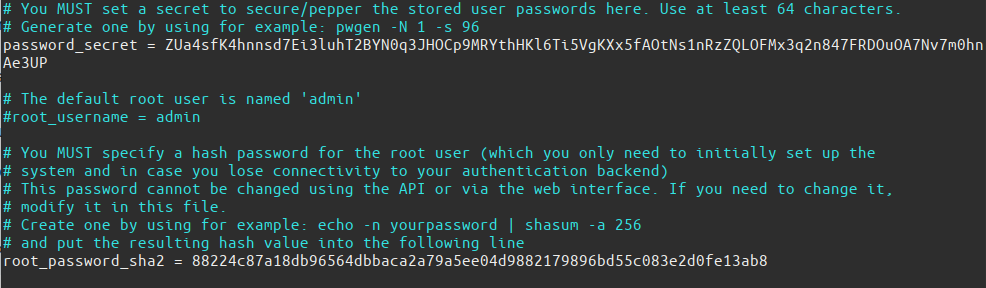 # You MUST set a secret to secure/pepper the stored user passwords here. Use at least 64 characters.
# Generate one by using for example: pwgen -N 1 -s 96
password_secret = ZUa4sfK4hnnsd7Ei3luhT2BYN0q3JHOCp9MRYthHKl6Ti5VgKXx5fAOtNs1nRzZQLOFMx3q2n847FRDOuOA7Nv7m0hn
Ae3UP
# The default root user is named 'admin'
#root_username = admin
# You MUST specify a hash password for the root user (which you only need to initially set up the
# system and in case you lose connectivity to your authentication backend)
# This password cannot be changed using the API or via the web interface. If you need to change it,
# modify it in this file.
# Create one by using for example: echo -n yourpassword | shasum -a 256
# and put the resulting hash value into the following line
root_password_sha2 = 88224c87a18db96564dbbaca2a79a5ee04d9882179896bd55c083e2d0fe13ab8